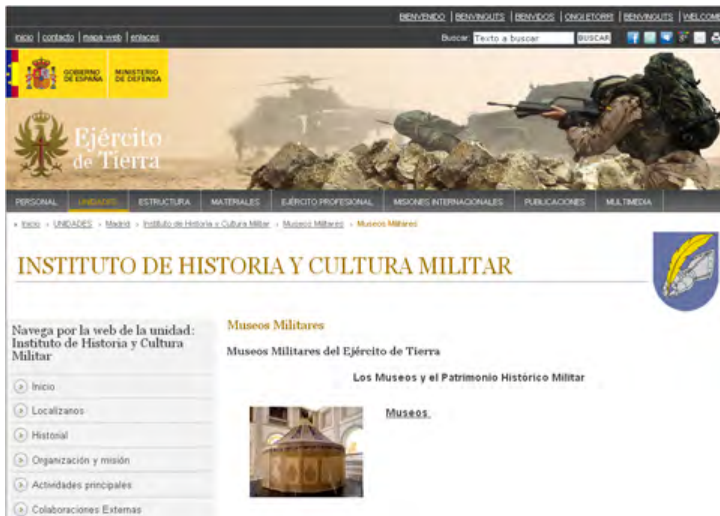 BENVENIDO | BENVINGUTS | BENVIDOS | ONGI ETORRI | BENVINGUTS | WELCOME
Inicio | contacto | mapa web | enlaces
Buscar: Texto a buscar BUSCAR
GOBIERNO DE ESPAÑA
MINISTERIO DE DEFENSA
Ejército
de Tierra
PERSONAL UNIDADES ESTRUCTURA MATERIALES EJÉRCITO PROFESIONAL MISIONES INTERNACIONALES PUBLICACIONES MULTIMEDIA
Inicio > UNIDADES > Madrid > Instituto de Historia y Cultura Militar > Museos Militares > Museos Militares
INSTITUTO DE HISTORIA Y CULTURA MILITAR
Navega por la web de la unidad:
Instituto de Historia y Cultura
Militar
Inicio
Localízanos
Historial
Organización y misión
Actividades principales
Colaboraciones Externas
Museos Militares
Museos Militares del Ejército de Tierra
Los Museos y el Patrimonio Histórico Militar
Museos